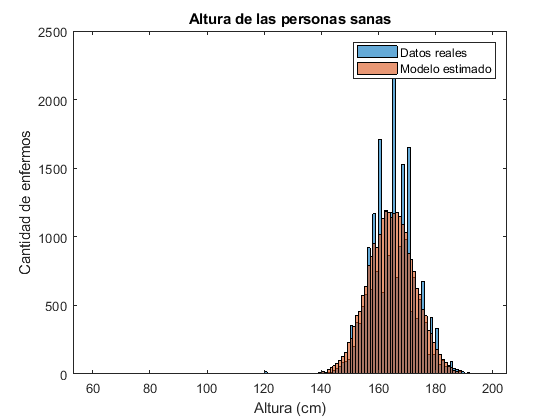 Altura de las personas sanas
Datos reales
Modelo estimado
2500
2000
1500
1000
500
0
Cantidad de enfermos
60 80 100 120 140 160 180 200
Altura (cm)